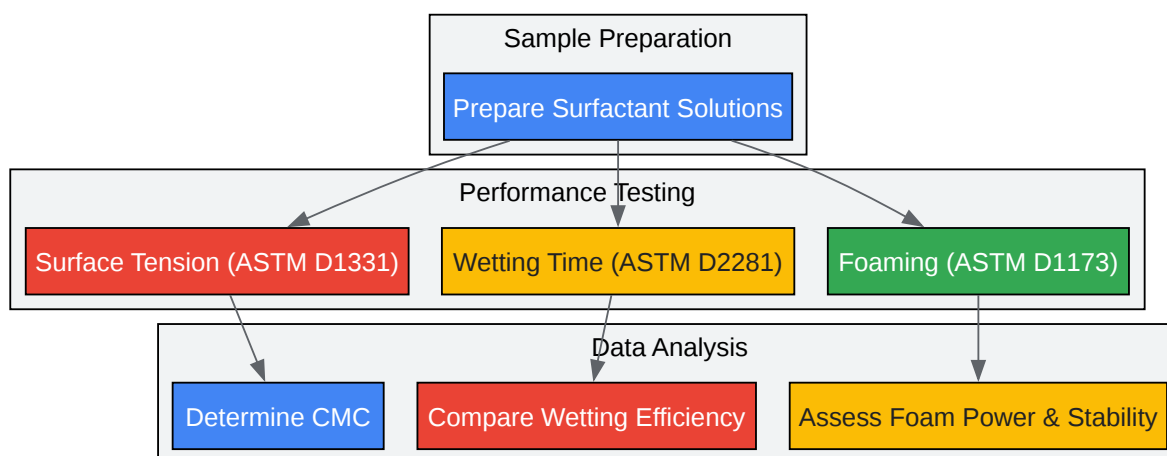 Sample Preparation
Prepare Surfactant Solutions
Performance Testing
Surface Tension (ASTM D1331)
Wetting Time (ASTM D2281)
Foaming (ASTM D1173)
Data Analysis
Determine CMC
Compare Wetting Efficiency
Assess Foam Power & Stability